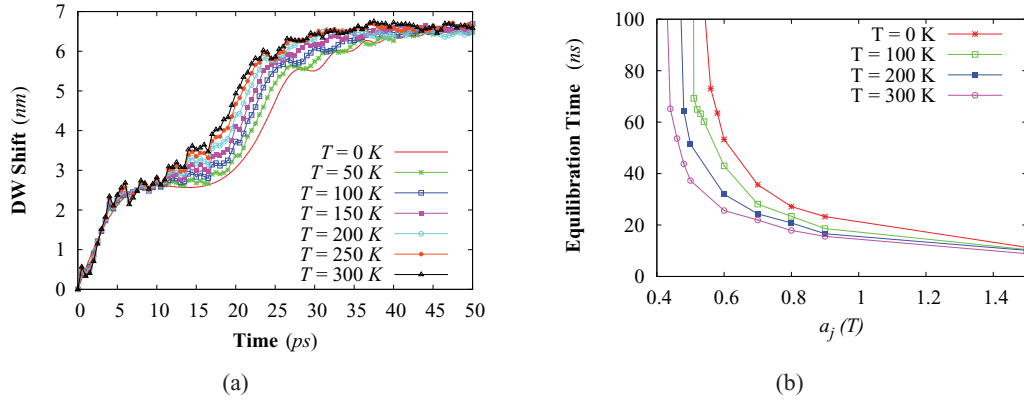 7
6
5
4
3
2
1
0
DW Shift (nm)
T = 0 K
T = 50 K
T = 100 K
T = 150 K
T = 200 K
T = 250 K
T = 300 K
0 5 10 15 20 25 30 35 40 45 50
Time (ps)
(a)
100
80
60
40
20
0
Equilibration Time (ns)
T = 0 K
T = 100 K
T = 200 K
T = 300 K
0.4 0.6 0.8 1 1.2 1.4
a_j (T)
(b)